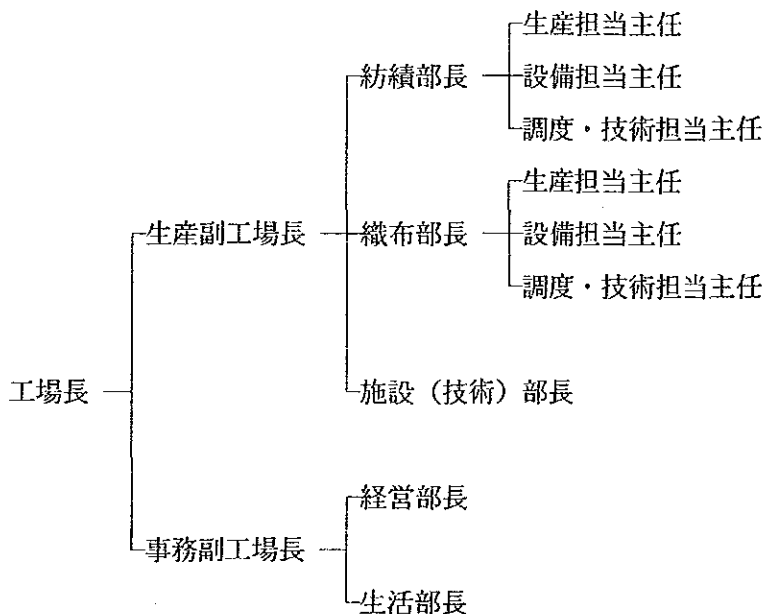 生産担当主任
紡績部長
設備担当主任
調度・技術担当主任
生産担当主任
生産副工場長
織布部長
設備担当主任
調度・技術担当主任
工場長
施設(技術)部長
経営部長
事務副工場長
生活部長